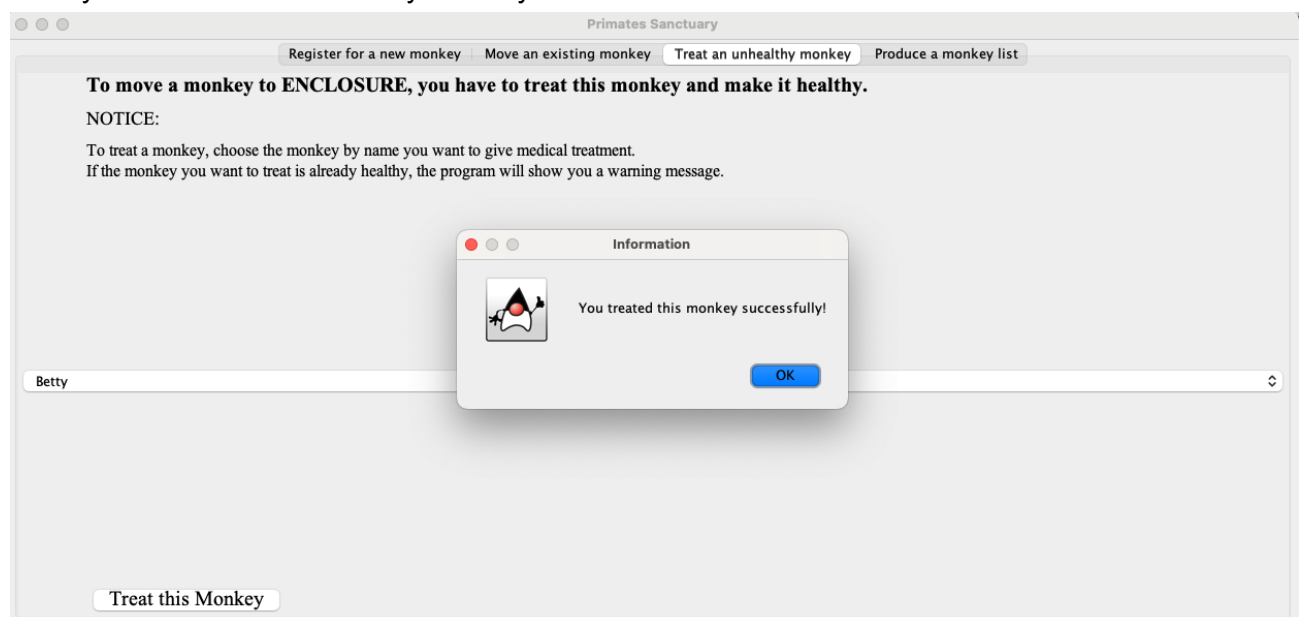 Primates Sanctuary
Register for a new monkey Move an existing monkey Treat an unhealthy monkey Produce a monkey list
To move a monkey to ENCLOSURE, you have to treat this monkey and make it healthy.
NOTICE:
To treat a monkey, choose the monkey by name you want to give medical treatment.
If the monkey you want to treat is already healthy, the program will show you a warning message.
Information
You treated this monkey successfully!
OK
Betty
Treat this Monkey